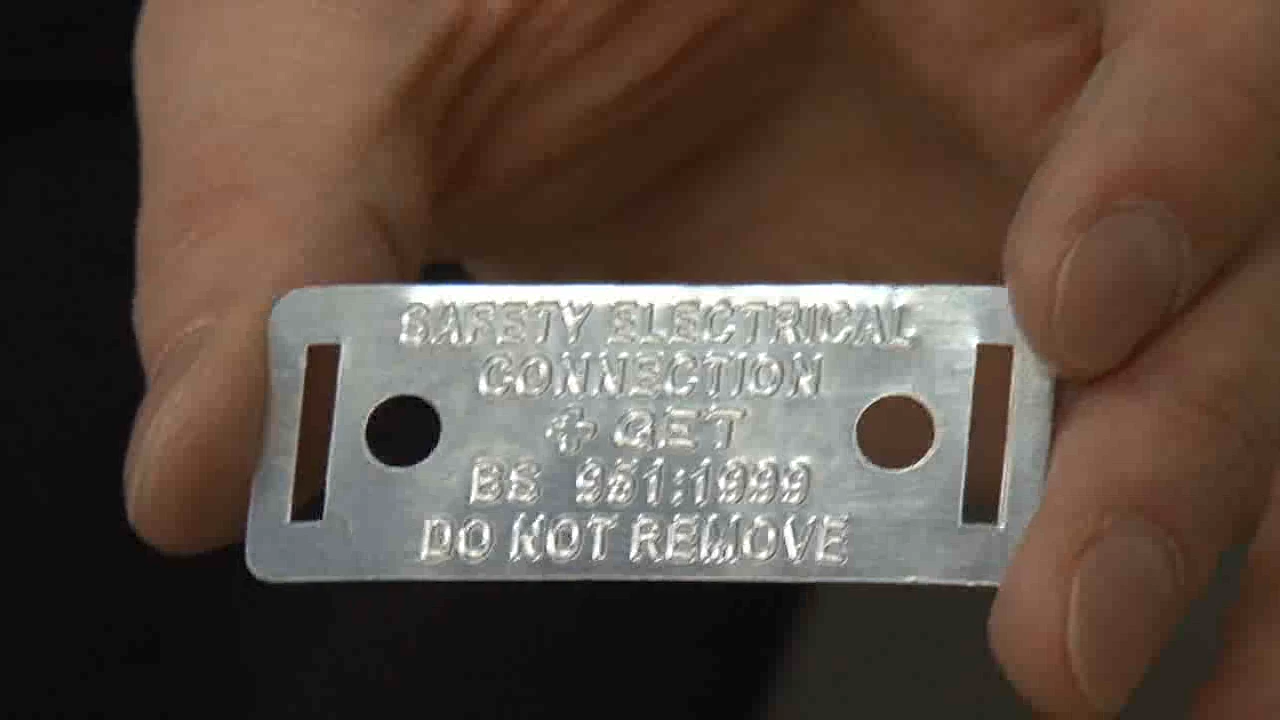 SAFETY ELECTRICAL
CONNECTION
GET
BS 951:1999
DO NOT REMOVE